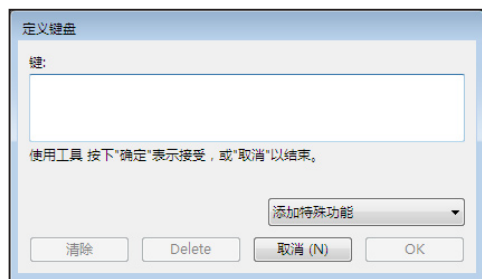 定义键盘
键:
使用工具 按下"确定"表示接受，或"取消"以结束。
添加特殊功能
清除 Delete 取消 (N) OK